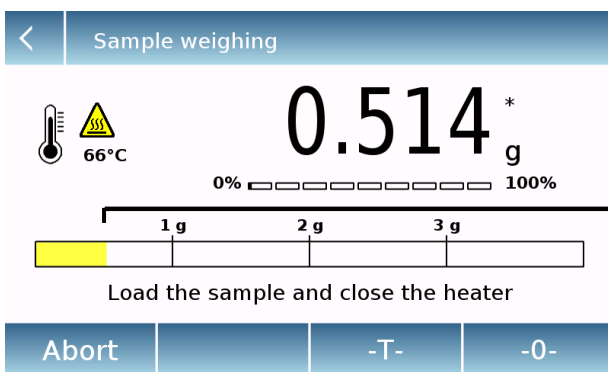 Sample weighing
0.514 * g
66°C
0% 100%
1 g 2 g 3 g
Load the sample and close the heater
Abort -T- -0-